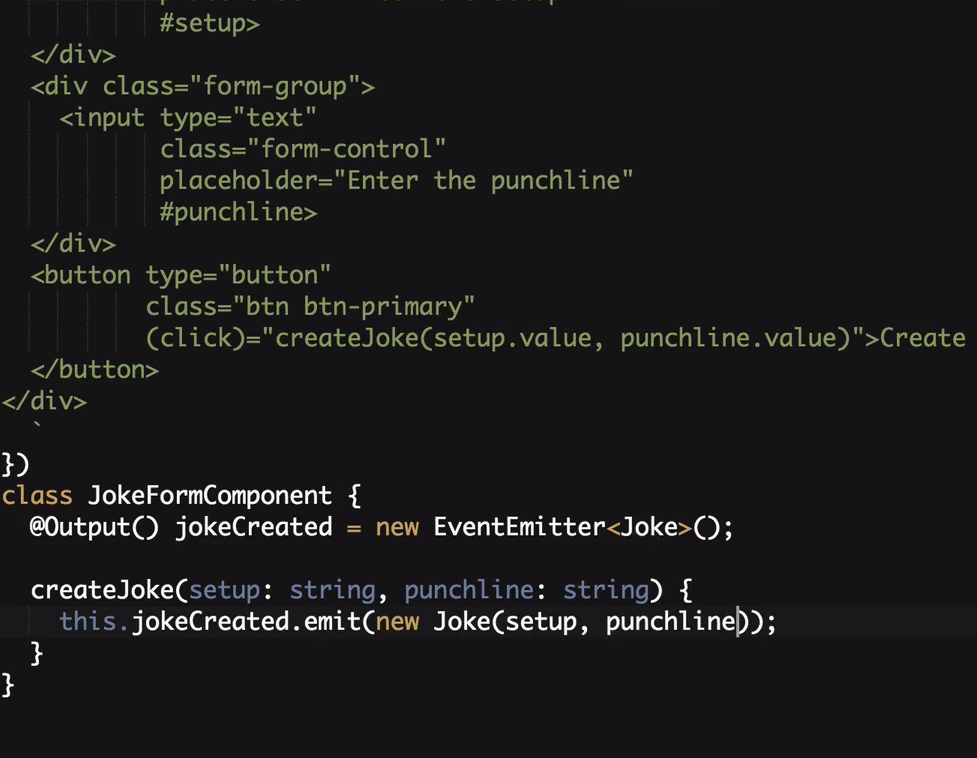 #setup>
</div>
<div class="form-group">
<input type="text"
class="form-control"
placeholder="Enter the punchline"
#punchline>
</div>
<button type="button"
class="btn btn-primary"
(click)="createJoke(setup.value, punchline.value)">Create
</button>
</div>
`
})
class JokeFormComponent {
@Output() jokeCreated = new EventEmitter<Joke>();
createJoke(setup: string, punchline: string) {
this.jokeCreated.emit(new Joke(setup, punchline));
}
}